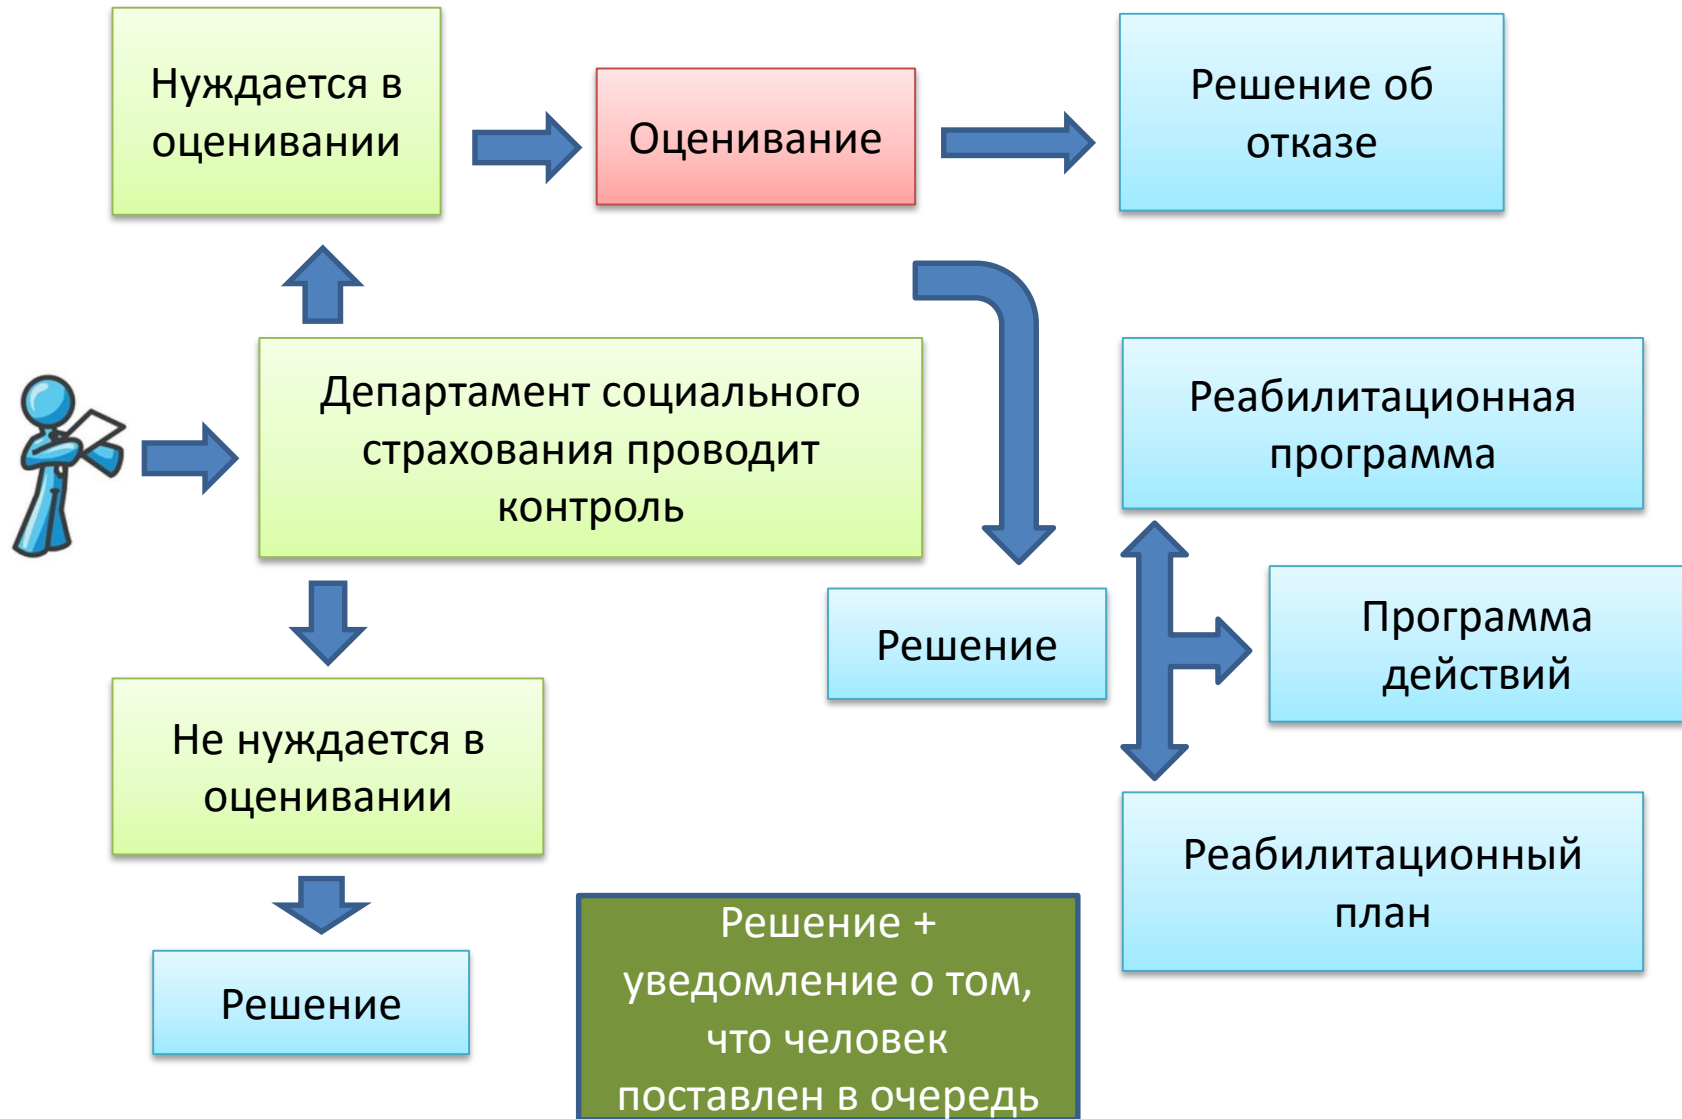 Нуждается в
оценивании
Оценивание
Решение об
отказе
Департамент социального
страхования проводит
контроль
Реабилитационная
программа
Решение
Программа
действий
Не нуждается в
оценивании
Реабилитационный
план
Решение
Решение +
уведомление о том,
что человек
поставлен в очередь